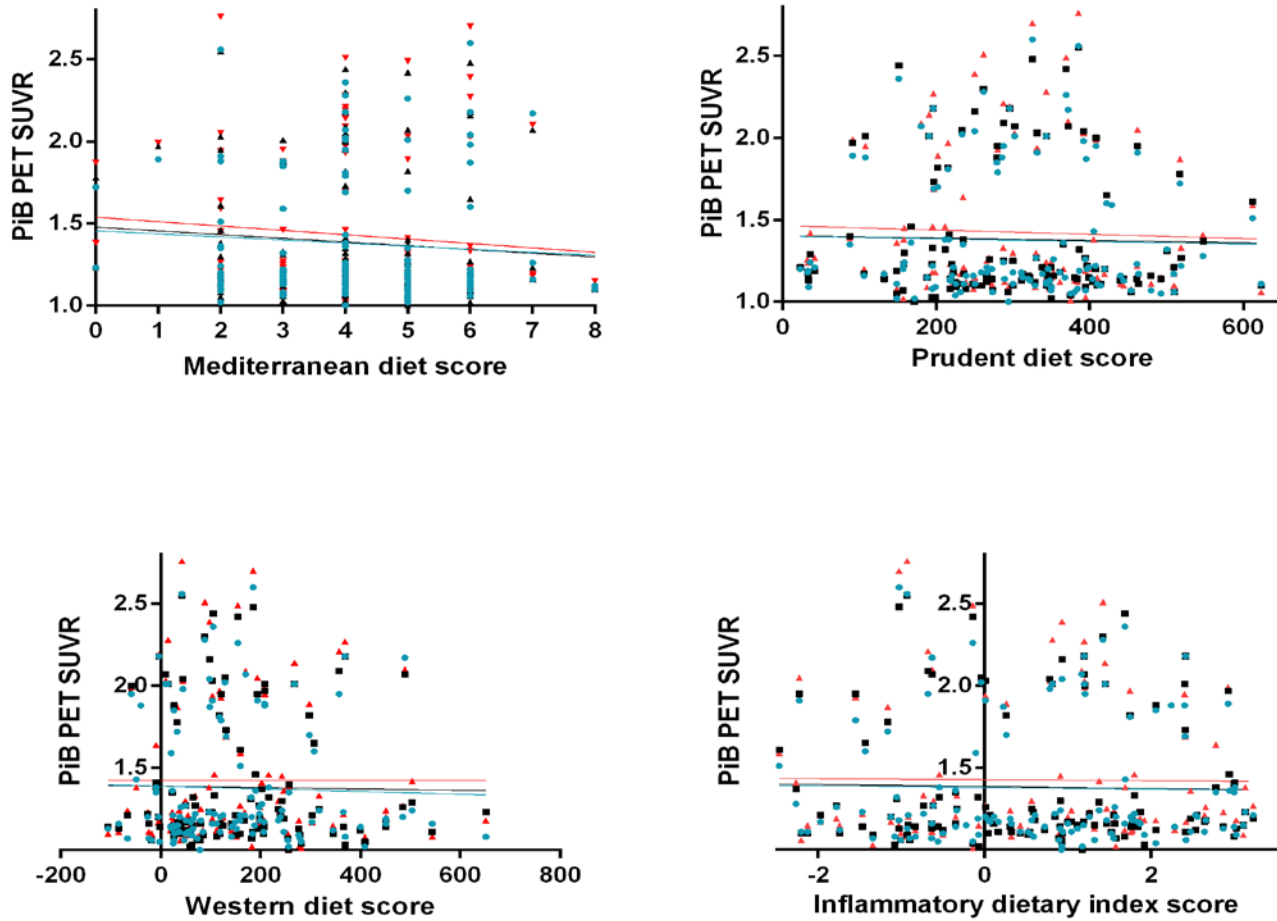 PiB PET SUVR
2.5
2.0
1.5
1.0
0 1 2 3 4 5 6 7 8
Mediterranean diet score
PiB PET SUVR
2.5
2.0
1.5
1.0
0 200 400 600
Prudent diet score
PiB PET SUVR
2.5
2.0
1.5
-200 0 200 400 600 800
Western diet score
PiB PET SUVR
2.5
2.0
1.5
-2 0 2
Inflammatory dietary index score